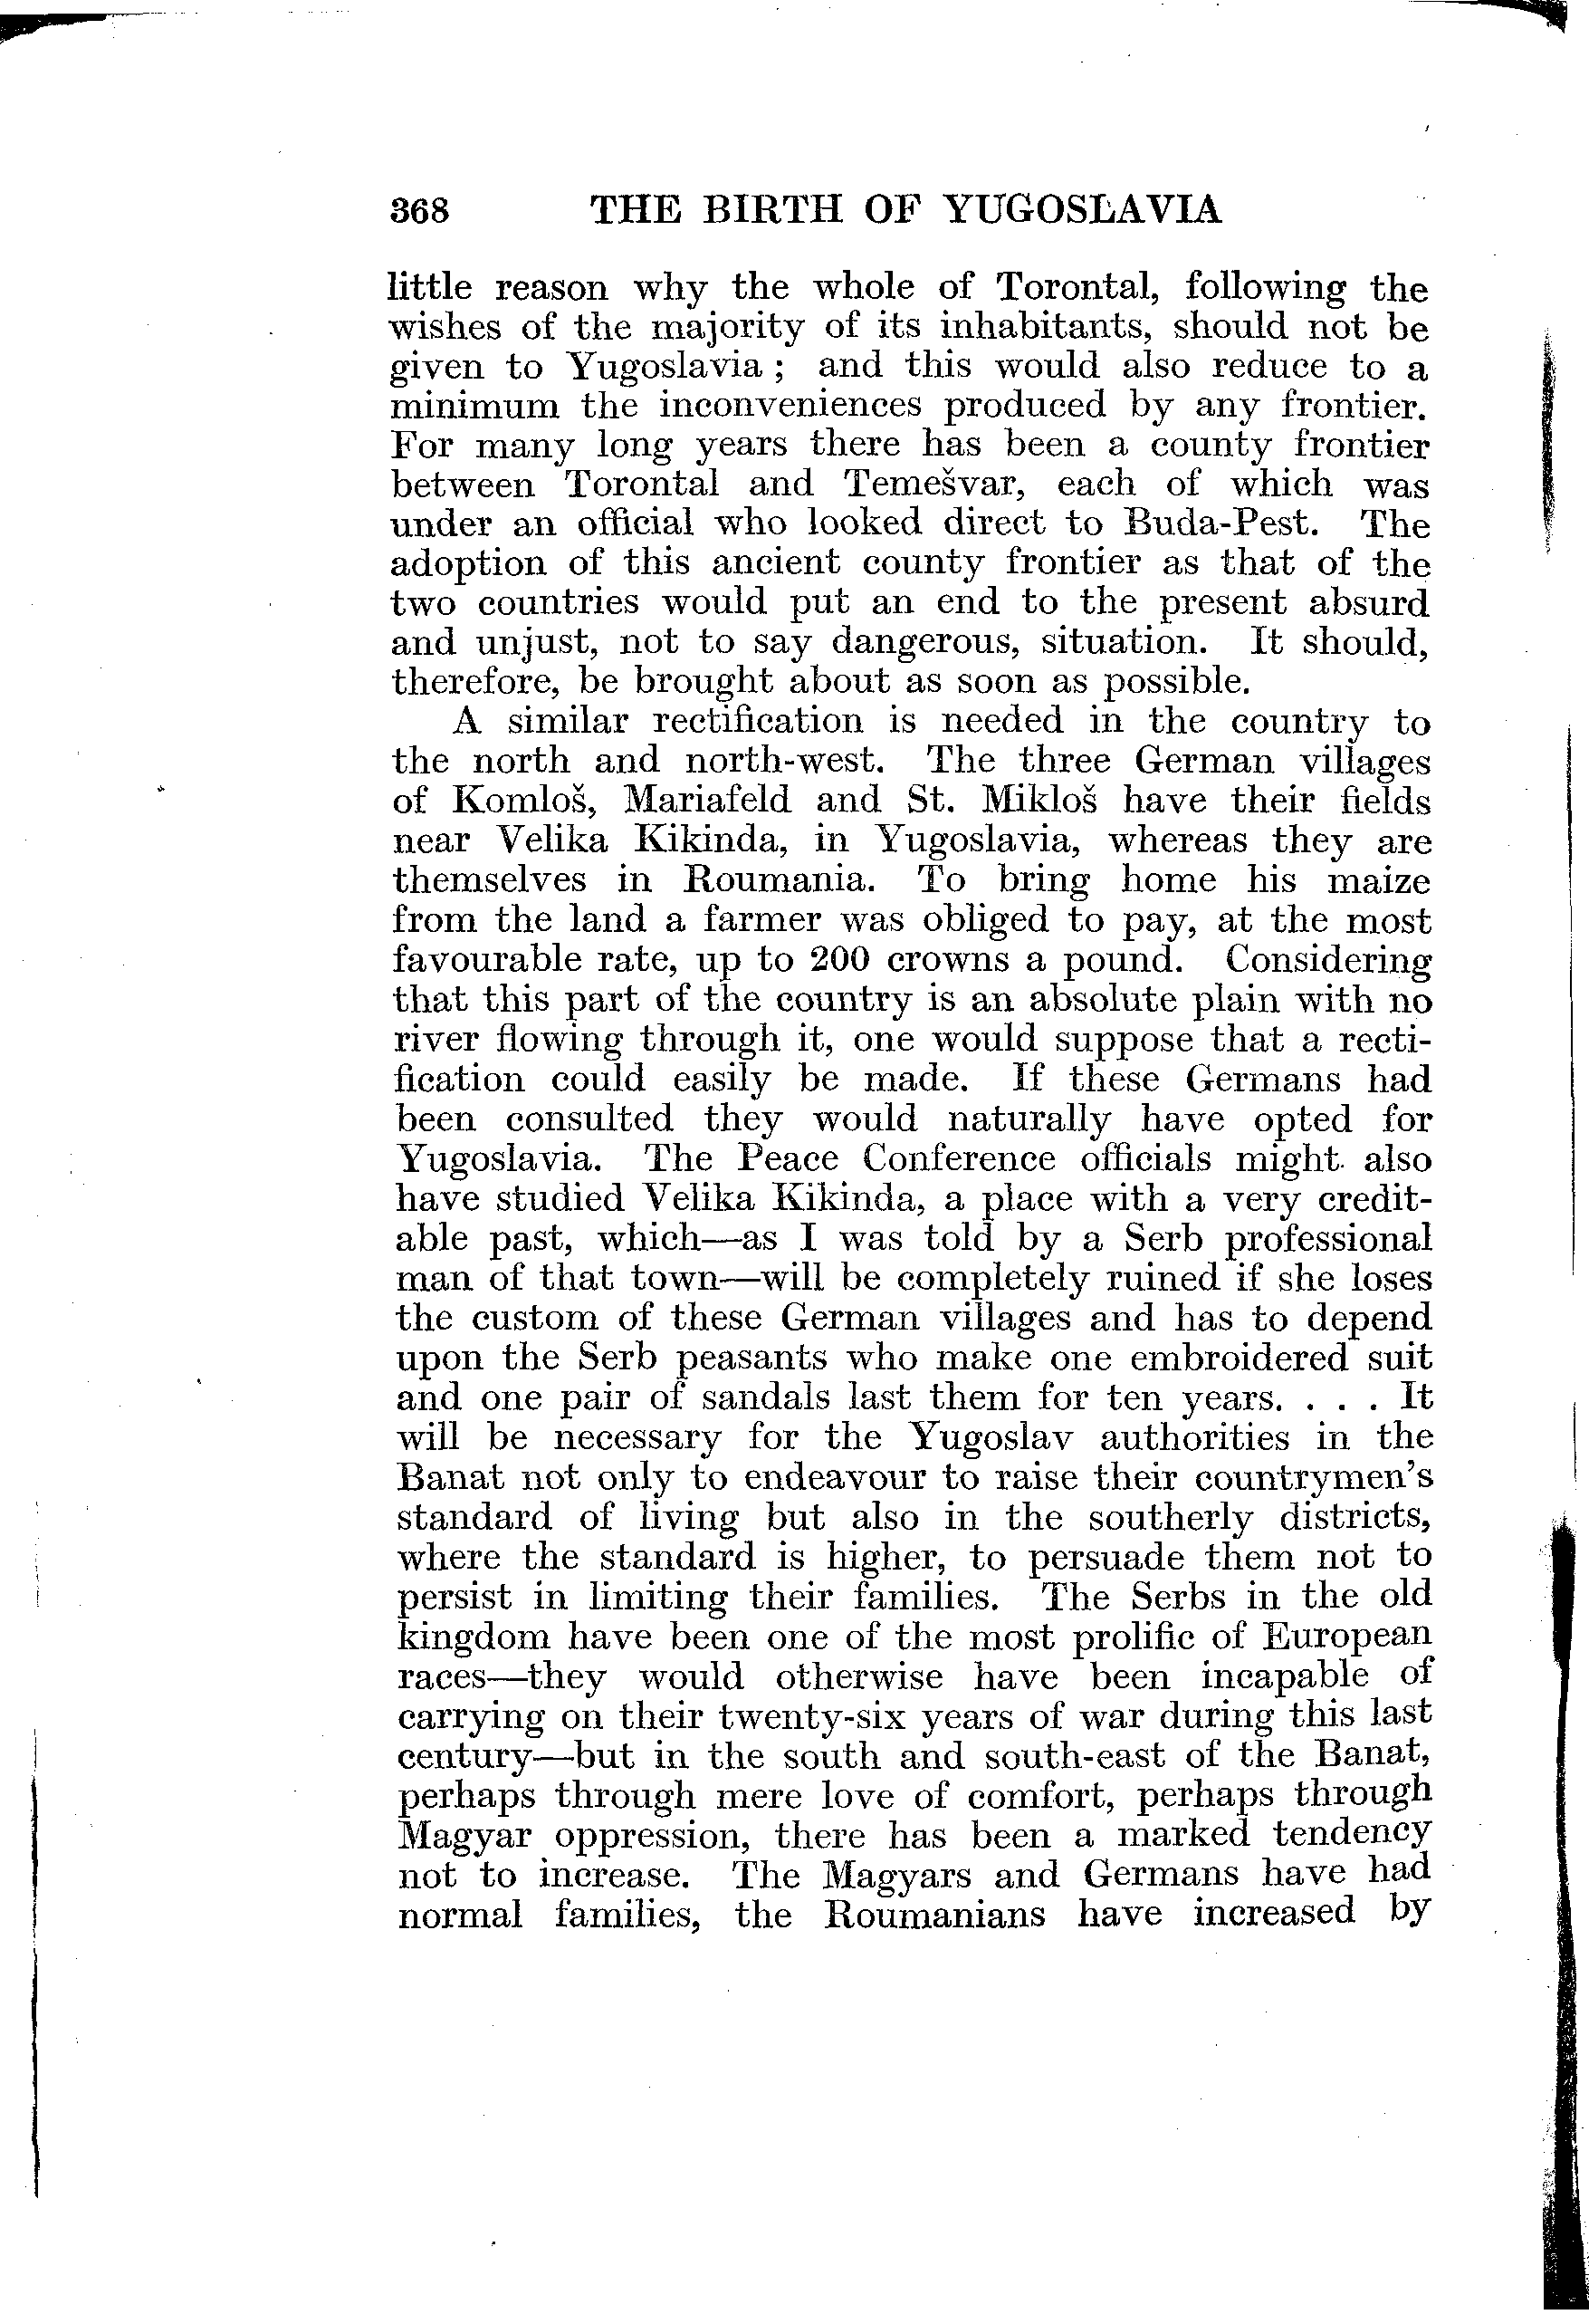 368 THE BIRTH OF YUGOSLAVIA
little reason why the whole of Torontal, following the
wishes of the majority of its inhabitants, should not be
given to Yugoslavia ; and this would also reduce to a
minimum the inconveniences produced by any frontier.
For many long years there has been a county frontier
between Torontal and Temešvar, each of which was
under an official who looked direct to Buda-Pest. The
adoption of this ancient county frontier as that of the
two countries would put an end to the present absurd
and unjust, not to say dangerous, situation. It should,
therefore, be brought about as soon as possible.
A similar rectification is needed in the country to
the north and north-west. The three German villages
of Komloš, Mariafeld and St. Mikloš have their fields
near Velika Kikinda, in Yugoslavia, whereas they are
themselves in Roumania. To bring home his maize
from the land a farmer was obliged to pay, at the most
favourable rate, up to 200 crowns a pound. Considering
that this part of the country is an absolute plain with no
river flowing through it, one would suppose that a recti-
fication could easily be made. If these Germans had
been consulted they would naturally have opted for
Yugoslavia. The Peace Conference officials might also
have studied Velika Kikinda, a place with a very credit-
able past, which—as I was told by a Serb professional
man of that town—will be completely ruined if she loses
the custom of these German villages and has to depend
upon the Serb peasants who make one embroidered suit
and one pair of sandals last them for ten years. . . . It
will be necessary for the Yugoslav authorities in the
Banat not only to endeavour to raise their countrymen's
standard of living but also in the southerly districts,
where the standard is higher, to persuade them not to
persist in limiting their families. The Serbs in the old
kingdom have been one of the most prolific of European
races—they would otherwise have been incapable of
carrying on their twenty-six years of war during this last
century—but in the south and south-east of the Banat,
perhaps through mere love of comfort, perhaps through
Magyar oppression, there has been a marked tendency
not to increase. The Magyars and Germans have had
normal families, the Roumanians have increased by